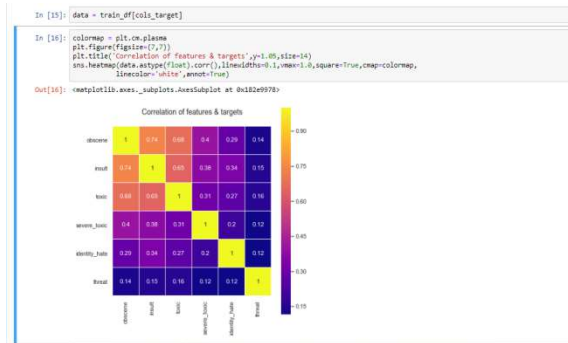 In [15]: data = train_df[cols_target]
In [16]: colormap = plt.cm.plasma
plt.figure(figsize=(7,7))
plt.title('Correlation of features & targets',y=1.05,size=14)
sns.heatmap(data.astype(float).corr(),linewidths=0.1,vmax=1.0,square=True,cmap=colormap,
linecolor='white',annot=True)
Out[16]: <matplotlib.axes._subplots.AxesSubplot at 0x182e9978>
Correlation of features & targets
obscene 1 0.74 0.68 0.4 0.29 0.14
insult 0.74 1 0.65 0.38 0.34 0.15
toxic 0.68 0.65 1 0.31 0.27 0.16
severe_toxic 0.4 0.38 0.31 1 0.2 0.12
identity_hate 0.29 0.34 0.27 0.2 1 0.12
threat 0.14 0.15 0.16 0.12 0.12 1
obscene insult toxic severe_toxic identity_hate threat
0.90
0.75
0.60
0.45
0.30
0.15